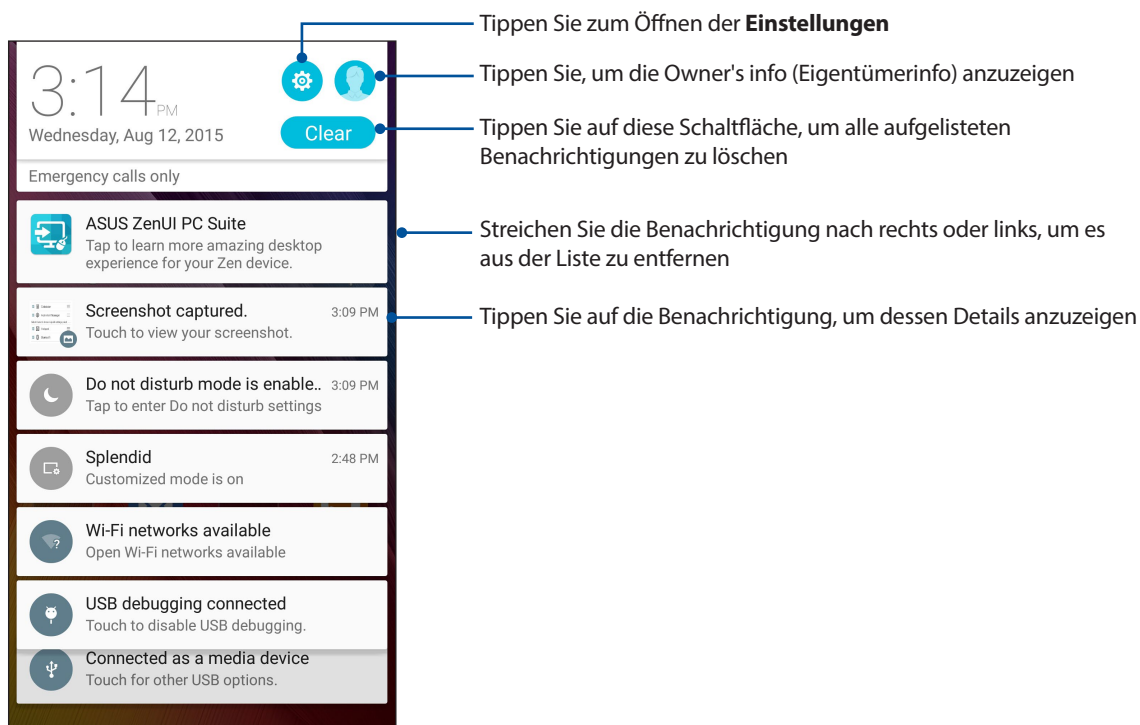 Tippen Sie zum Öffnen der Einstellungen
Tippen Sie, um die Owner's info (Eigentümerinfo) anzuzeigen
Tippen Sie auf diese Schaltfläche, um alle aufgelisteten
Benachrichtigungen zu löschen
Streichen Sie die Benachrichtigung nach rechts oder links, um es
aus der Liste zu entfernen
Tippen Sie auf die Benachrichtigung, um dessen Details anzuzeigen
3:14 PM
Wednesday, Aug 12, 2015
Clear
Emergency calls only
ASUS ZenUI PC Suite
Tap to learn more amazing desktop
experience for your Zen device.
Screenshot captured. 3:09 PM
Touch to view your screenshot.
Do not disturb mode is enable.. 3:09 PM
Tap to enter Do not disturb settings
Splendid 2:48 PM
Customized mode is on
Wi-Fi networks available
Open Wi-Fi networks available
USB debugging connected
Touch to disable USB debugging.
Connected as a media device
Touch for other USB options.